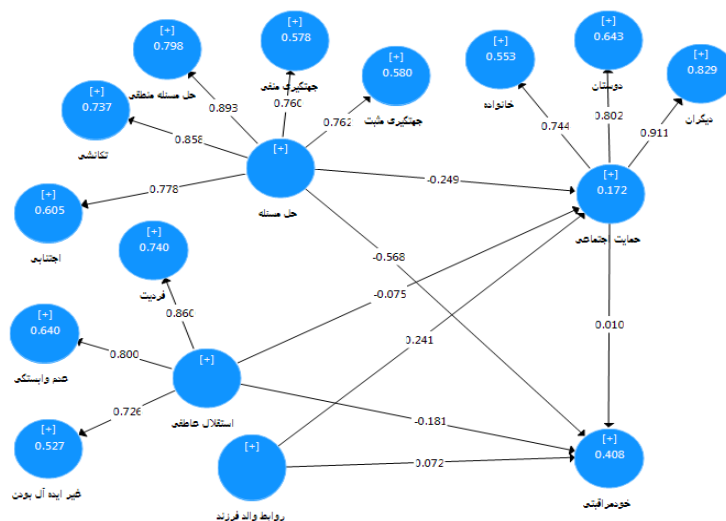 [+]
0.798
حل مسئله منطقی
[+]
0.578
جهتگیری منفی
[+]
0.580
جهتگیری مثبت
[+]
0.553
خانواده
[+]
0.643
دوستان
[+]
0.829
دیگران
[+]
0.737
تکانشی
0.893
0.760
0.762
0.858
0.744
0.802
0.911
[+]
حل مسئله
0.778
-0.249
[+]
0.172
حمایت اجتماعی
[+]
0.605
اجتنابی
[+]
0.740
فردیت
-0.568
-0.075
0.860
0.241
0.010
[+]
0.640
عدم وابستگی
0.800
[+]
استقلال عاطفی
0.726
-0.181
[+]
0.527
غیر ایده آل بودن
[+]
روابط والد فرزند
0.072
[+]
0.408
خودمراقبتی